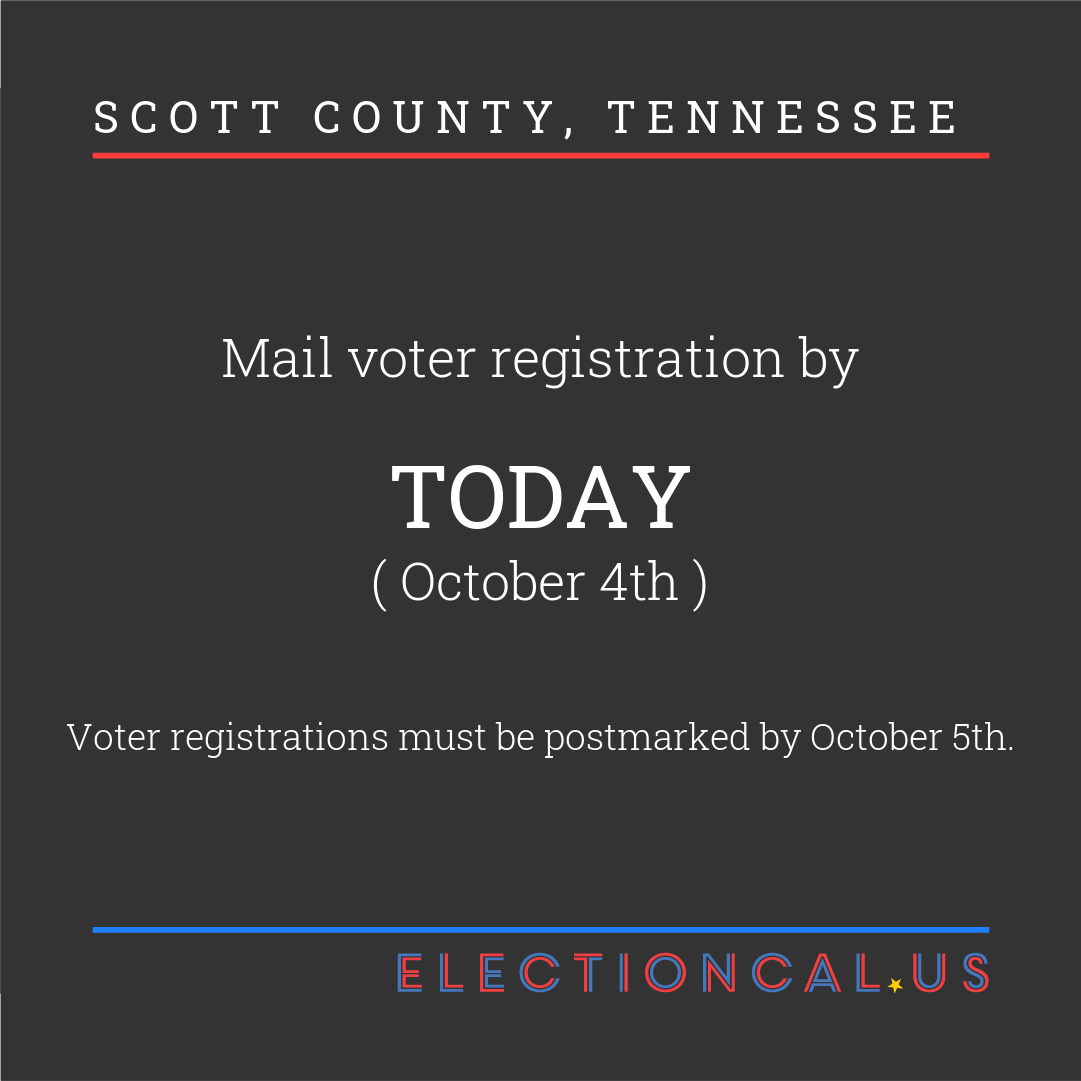 SCOTT COUNTY, TENNESSEE
Mail voter registration by
TODAY
( October 4th )
Voter registrations must be postmarked by October 5th.
ELECTIONCAL.US